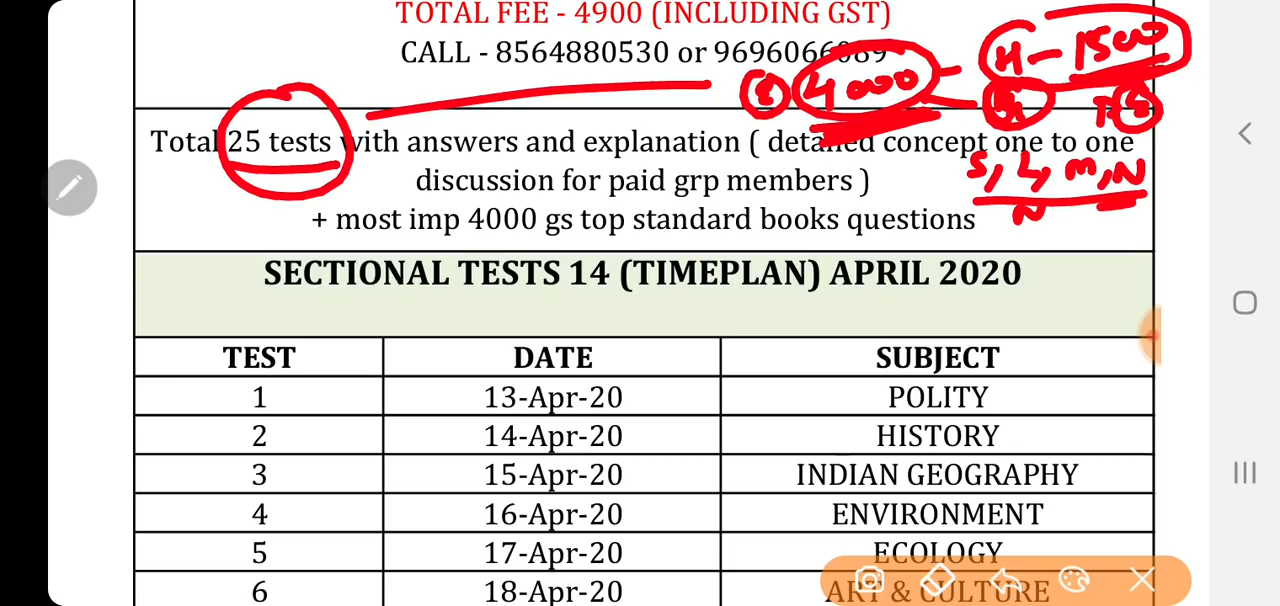 TOTAL FEE - 4900 (INCLUDING GST)
CALL - 8564880530 or 9696066089
4000 H - 1500
Total 25 tests with answers and explanation ( detailed concept one to one
discussion for paid grp members )
S, L, M, N
N
+ most imp 4000 gs top standard books questions
SECTIONAL TESTS 14 (TIMEPLAN) APRIL 2020
TEST DATE SUBJECT
1 13-Apr-20 POLITY
2 14-Apr-20 HISTORY
3 15-Apr-20 INDIAN GEOGRAPHY
4 16-Apr-20 ENVIRONMENT
5 17-Apr-20 ECOLOGY
6 18-Apr-20 ART & CULTURE